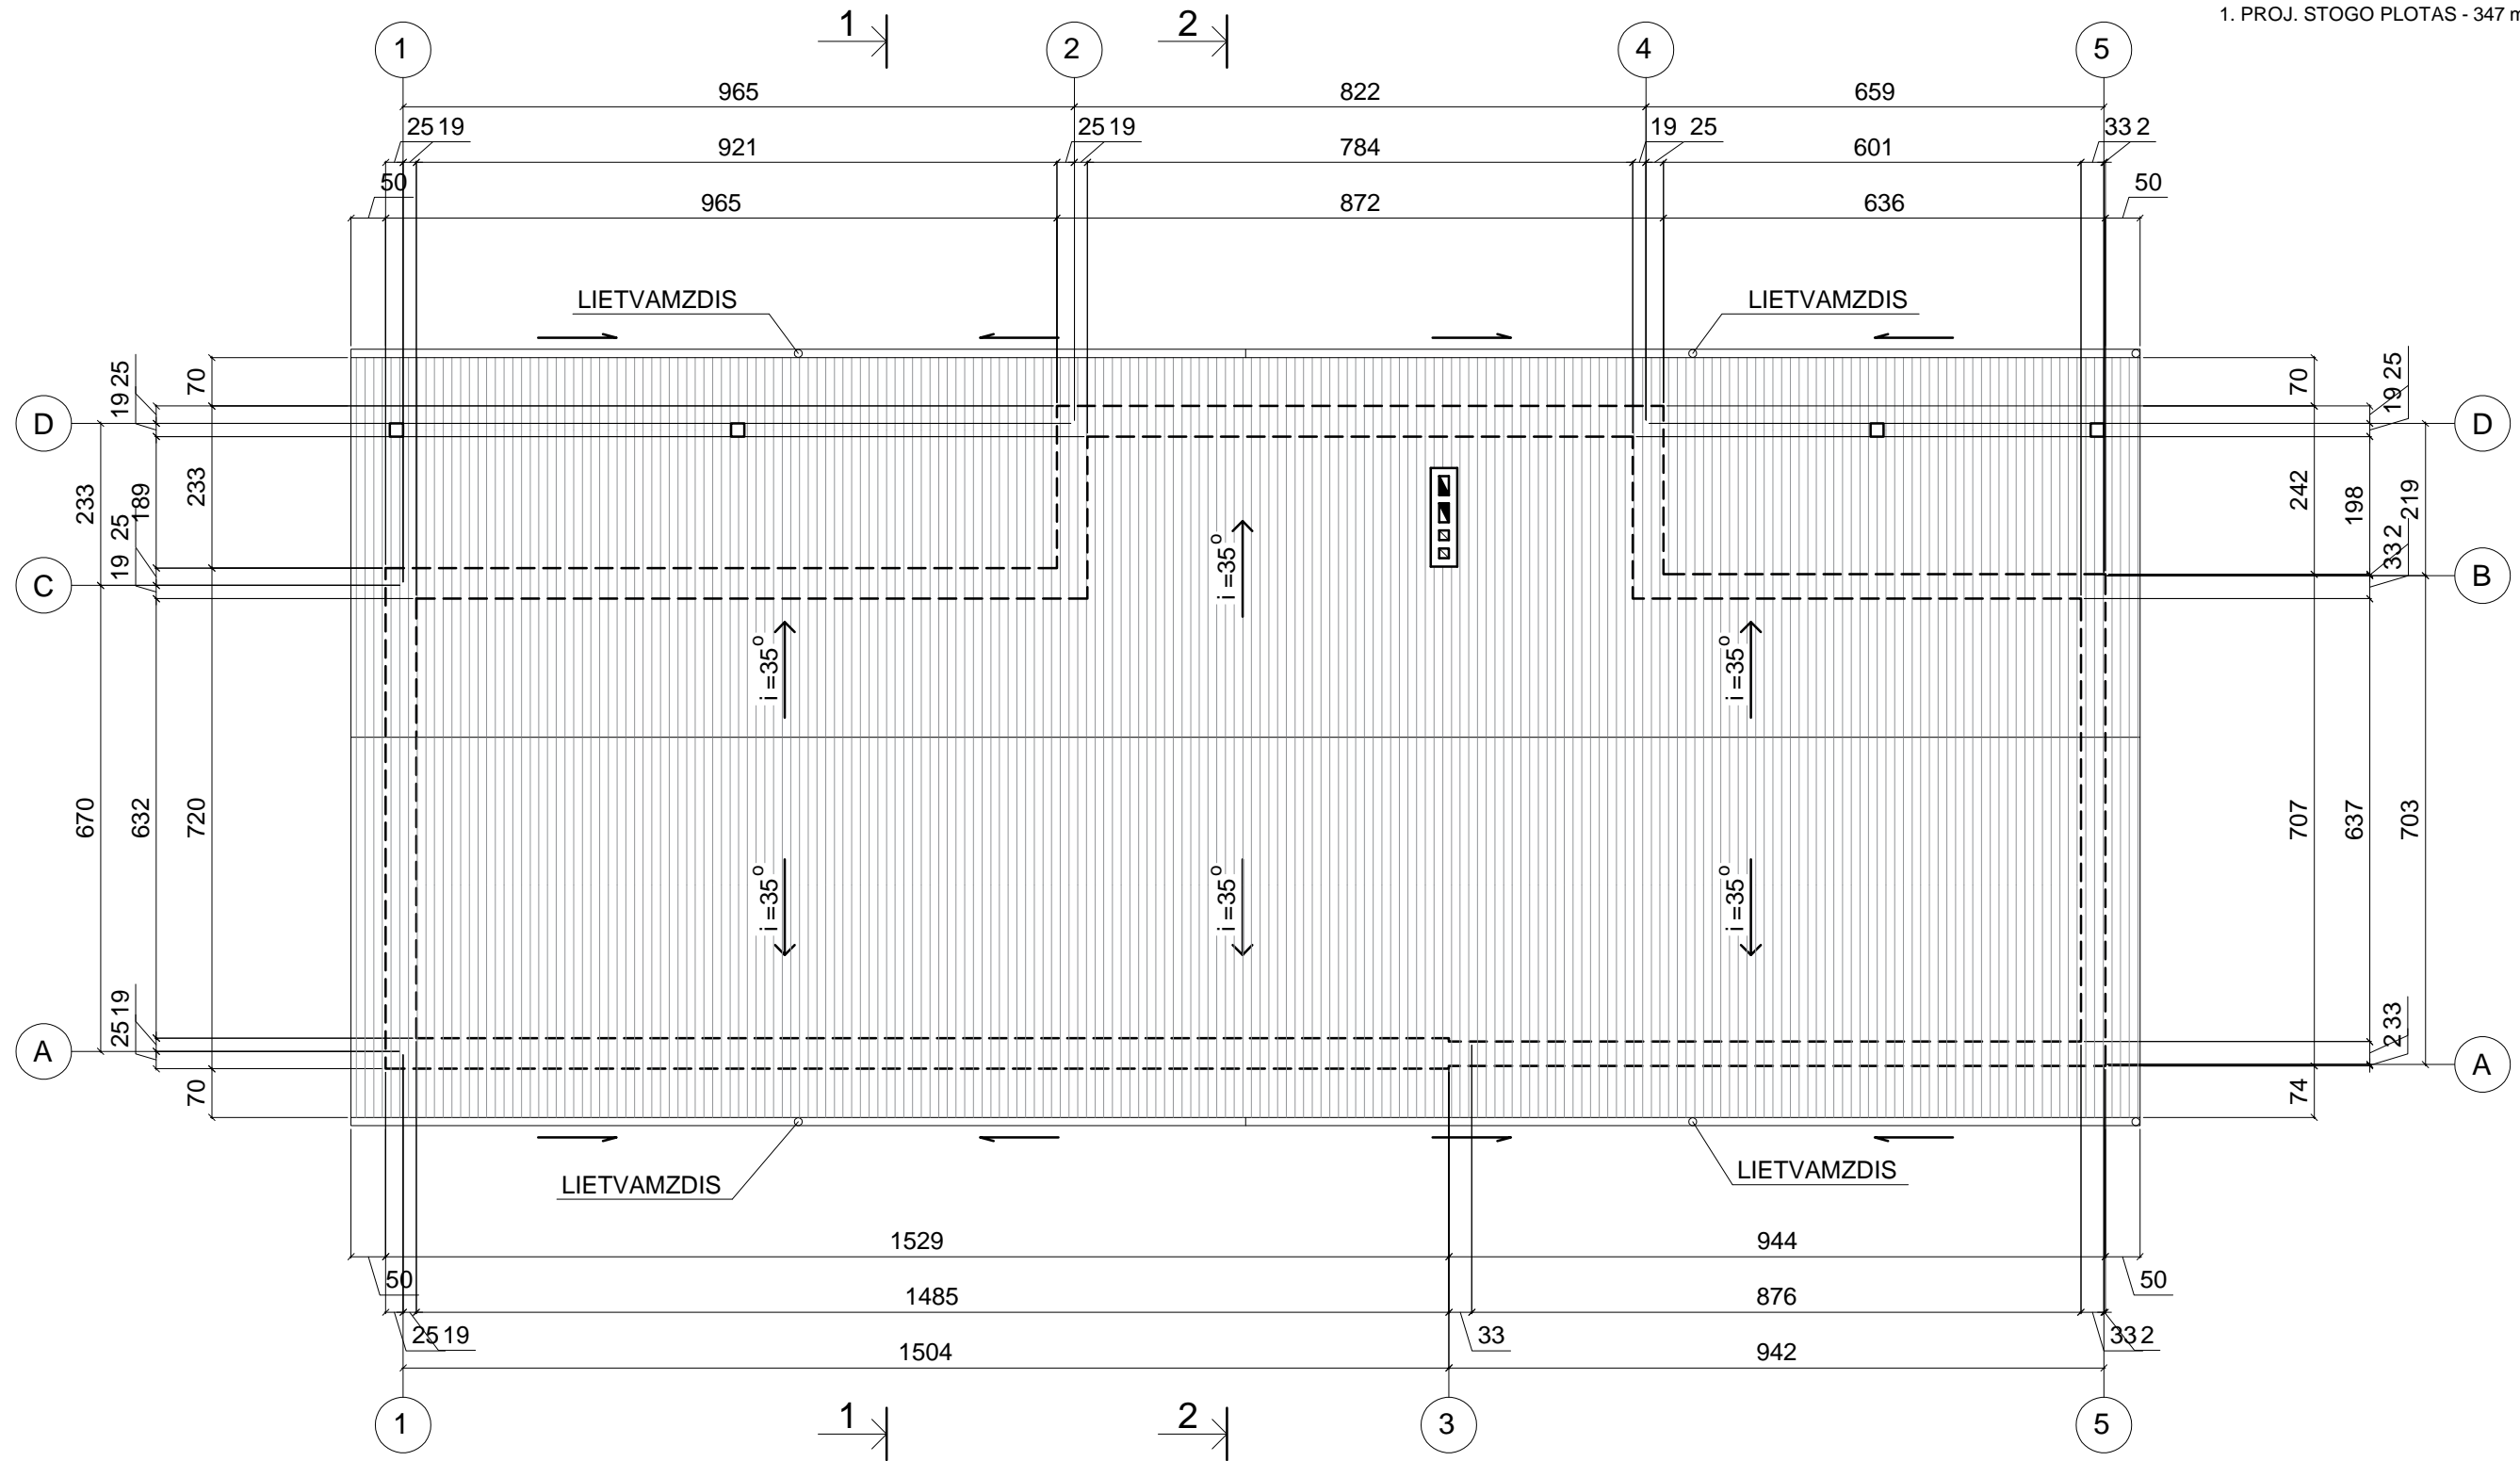 1. PROJ. STOGO PLOTAS - 347 m
1 2
1 2 4 5
965 822 659
25 19 25 19 19 25 33 2
921 784 601
50 50
965 872 636
LIETVAMZDIS LIETVAMZDIS
19 25 70 70 19 25
D D
233 189 233 242 198 219
19 25 33 2
C B
i=35°
i=35° i=35°
670 632 720 707 637 703
i=35° i=35° i=35°
25 19 2 33
A A
70 74
LIETVAMZDIS LIETVAMZDIS
1529 944
50 50
1485 876
25 19 33 33 2
1504 942
1 3 5
1 2